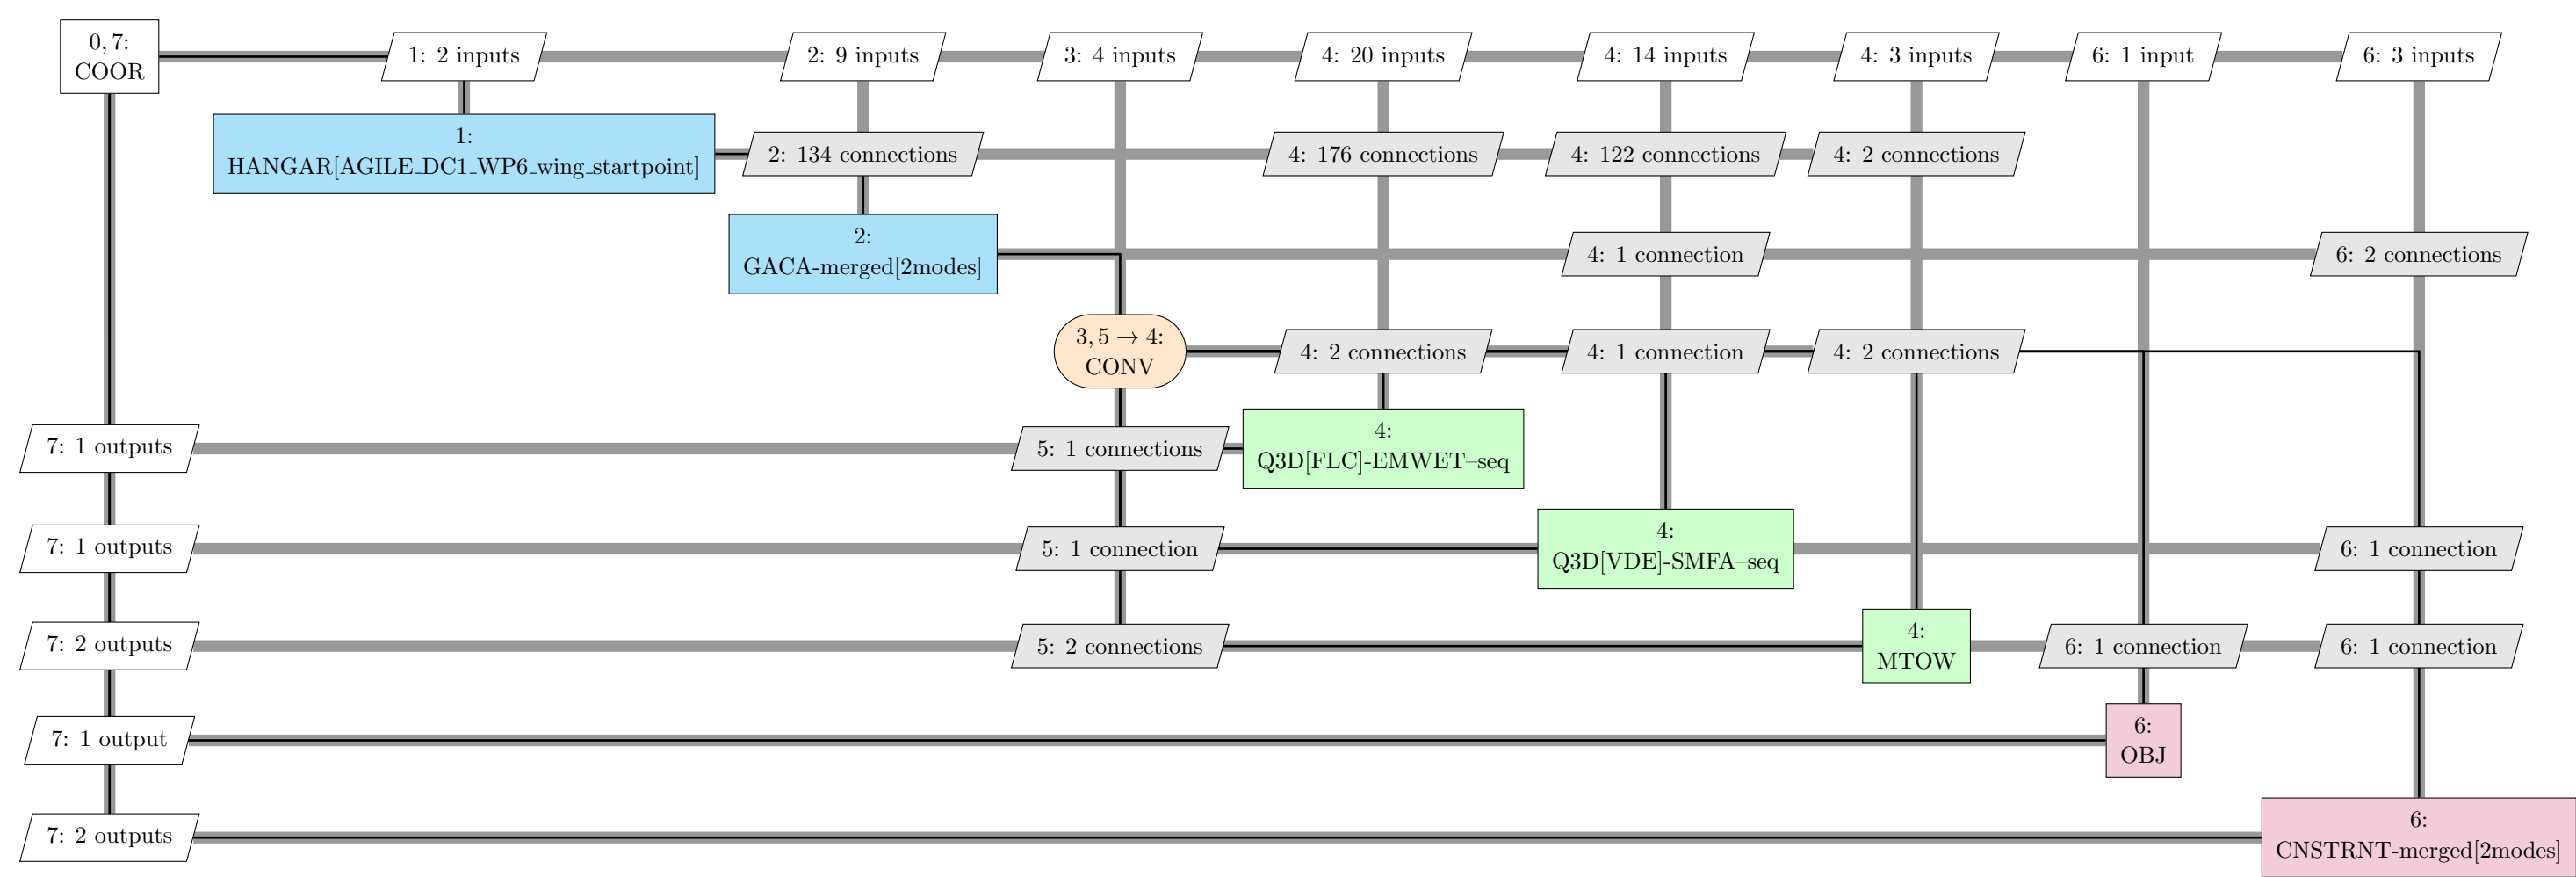 0, 7:
COOR
1: 2 inputs
2: 9 inputs
3: 4 inputs
4: 20 inputs
4: 14 inputs
4: 3 inputs
6: 1 input
6: 3 inputs
1:
HANGAR[AGILE_DC1_WP6_wing_startpoint]
2: 134 connections
4: 176 connections
4: 122 connections
4: 2 connections
2:
GACA-merged[2modes]
4: 1 connection
6: 2 connections
3, 5 → 4:
CONV
4: 2 connections
4: 1 connection
4: 2 connections
7: 1 outputs
5: 1 connections
4:
Q3D[FLC]-EMWET–seq
7: 1 outputs
5: 1 connection
4:
Q3D[VDE]-SMFA–seq
6: 1 connection
7: 2 outputs
5: 2 connections
4:
MTOW
6: 1 connection
6: 1 connection
7: 1 output
6:
OBJ
7: 2 outputs
6:
CNSTRNT-merged[2modes]